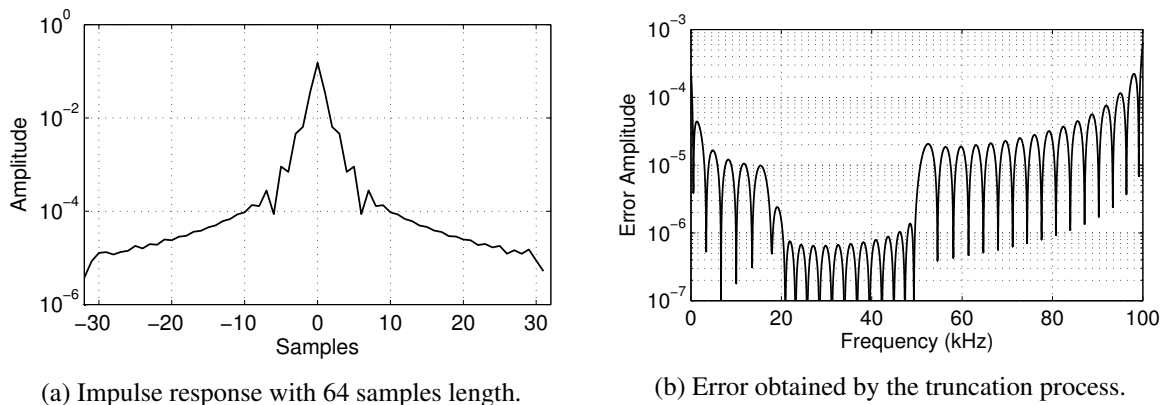 10^0
10^−2
10^−4
10^−6
Amplitude
−30 −20 −10 0 10 20 30
Samples
(a) Impulse response with 64 samples length.
10^−3
10^−4
10^−5
10^−6
10^−7
Error Amplitude
0 20 40 60 80 100
Frequency (kHz)
(b) Error obtained by the truncation process.